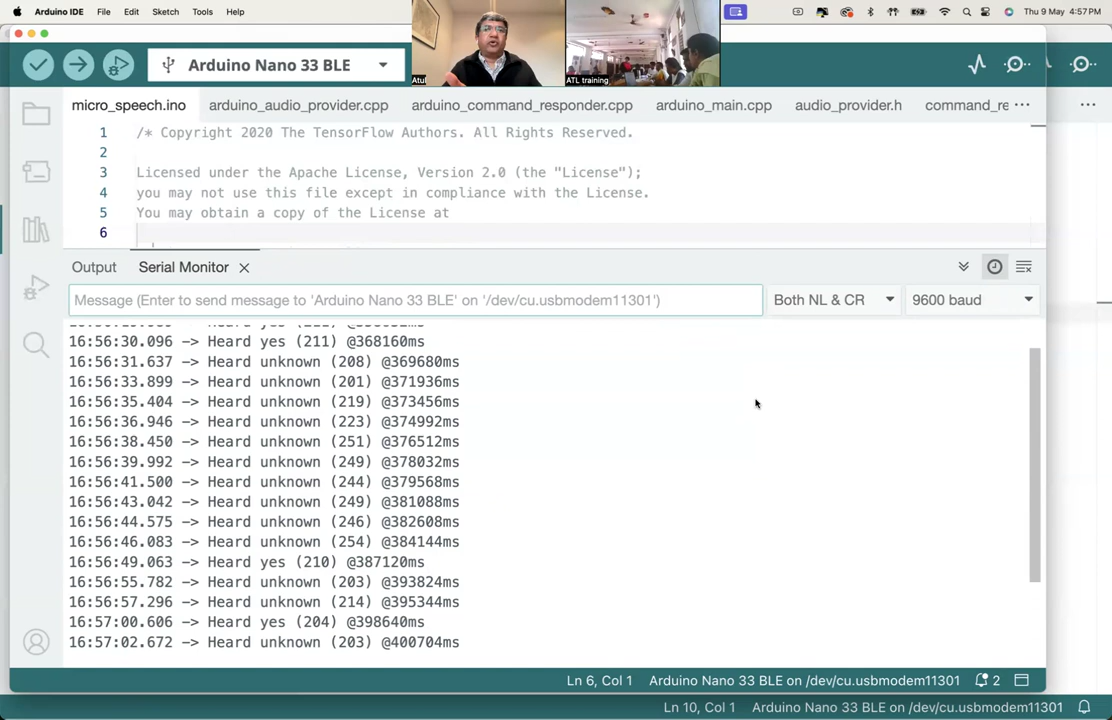 Arduino IDE File Edit Sketch Tools Help
Thu 9 May 4:57 PM
Atul
ATL training
Arduino Nano 33 BLE
micro_speech.ino arduino_audio_provider.cpp arduino_command_responder.cpp arduino_main.cpp audio_provider.h command_re ···
1 /* Copyright 2020 The TensorFlow Authors. All Rights Reserved.
2
3 Licensed under the Apache License, Version 2.0 (the "License");
4 you may not use this file except in compliance with the License.
5 You may obtain a copy of the License at
6
Output Serial Monitor
Message (Enter to send message to 'Arduino Nano 33 BLE' on '/dev/cu.usbmodem11301')
Both NL & CR 9600 baud
16:56:30.096 -> Heard yes (211) @368160ms
16:56:31.637 -> Heard unknown (208) @369680ms
16:56:33.899 -> Heard unknown (201) @371936ms
16:56:35.404 -> Heard unknown (219) @373456ms
16:56:36.946 -> Heard unknown (223) @374992ms
16:56:38.450 -> Heard unknown (251) @376512ms
16:56:39.992 -> Heard unknown (249) @378032ms
16:56:41.500 -> Heard unknown (244) @379568ms
16:56:43.042 -> Heard unknown (249) @381088ms
16:56:44.575 -> Heard unknown (246) @382608ms
16:56:46.083 -> Heard unknown (254) @384144ms
16:56:49.063 -> Heard yes (210) @387120ms
16:56:55.782 -> Heard unknown (203) @393824ms
16:56:57.296 -> Heard unknown (214) @395344ms
16:57:00.606 -> Heard yes (204) @398640ms
16:57:02.672 -> Heard unknown (203) @400704ms
Ln 6, Col 1 Arduino Nano 33 BLE on /dev/cu.usbmodem11301 2
Ln 10, Col 1 Arduino Nano 33 BLE on /dev/cu.usbmodem11301